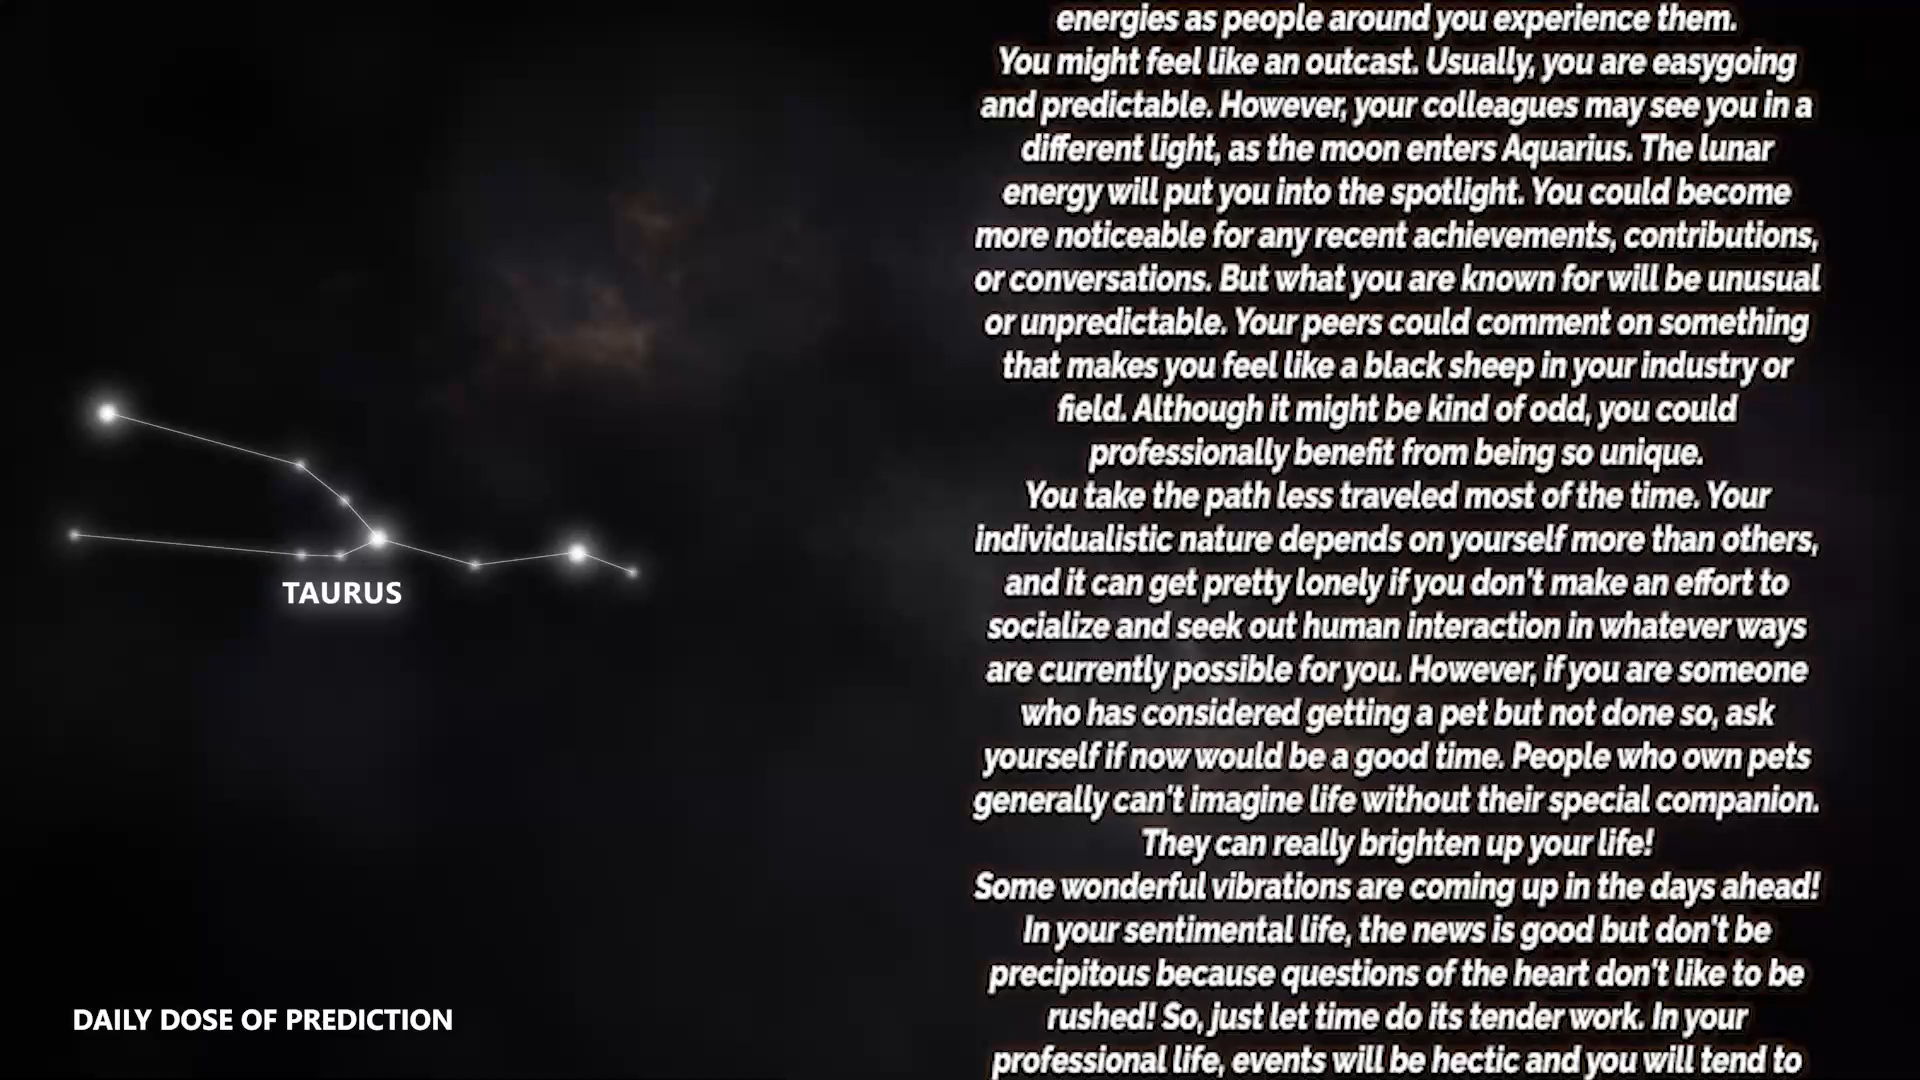 energies as people around you experience them.
You might feel like an outcast. Usually, you are easygoing
and predictable. However, your colleagues may see you in a
different light, as the moon enters Aquarius. The lunar
energy will put you into the spotlight. You could become
more noticeable for any recent achievements, contributions,
or conversations. But what you are known for will be unusual
or unpredictable. Your peers could comment on something
that makes you feel like a black sheep in your industry or
field. Although it might be kind of odd, you could
professionally benefit from being so unique.
You take the path less traveled most of the time. Your
individualistic nature depends on yourself more than others,
and it can get pretty lonely if you don't make an effort to
socialize and seek out human interaction in whatever ways
are currently possible for you. However, if you are someone
who has considered getting a pet but not done so, ask
yourself if now would be a good time. People who own pets
generally can't imagine life without their special companion.
They can really brighten up your life!
Some wonderful vibrations are coming up in the days ahead!
In your sentimental life, the news is good but don't be
precipitous because questions of the heart don't like to be
rushed! So, just let time do its tender work. In your
professional life, events will be hectic and you will tend to
TAURUS
DAILY DOSE OF PREDICTION